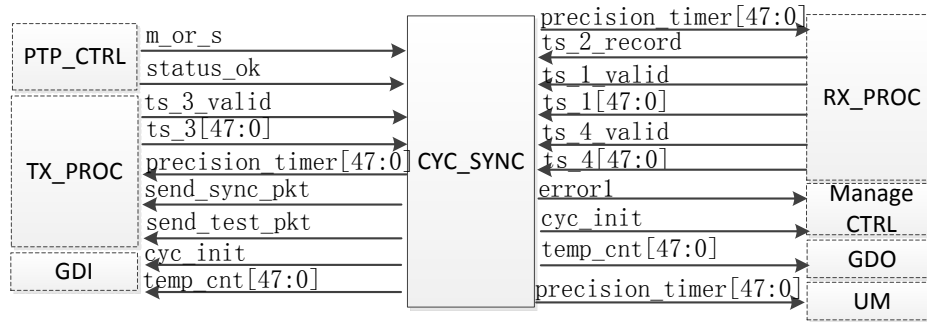 PTP_CTRL
m_or_s
status_ok
TX_PROC
ts_3_valid
ts_3[47:0]
precision_timer[47:0]
send_sync_pkt
send_test_pkt
GDI
cyc_init
temp_cnt[47:0]
CYC_SYNC
precision_timer[47:0]
ts_2_record
ts_1_valid
ts_1[47:0]
ts_4_valid
ts_4[47:0]
RX_PROC
error1
cyc_init
Manage
CTRL
temp_cnt[47:0]
GDO
precision_timer[47:0]
UM